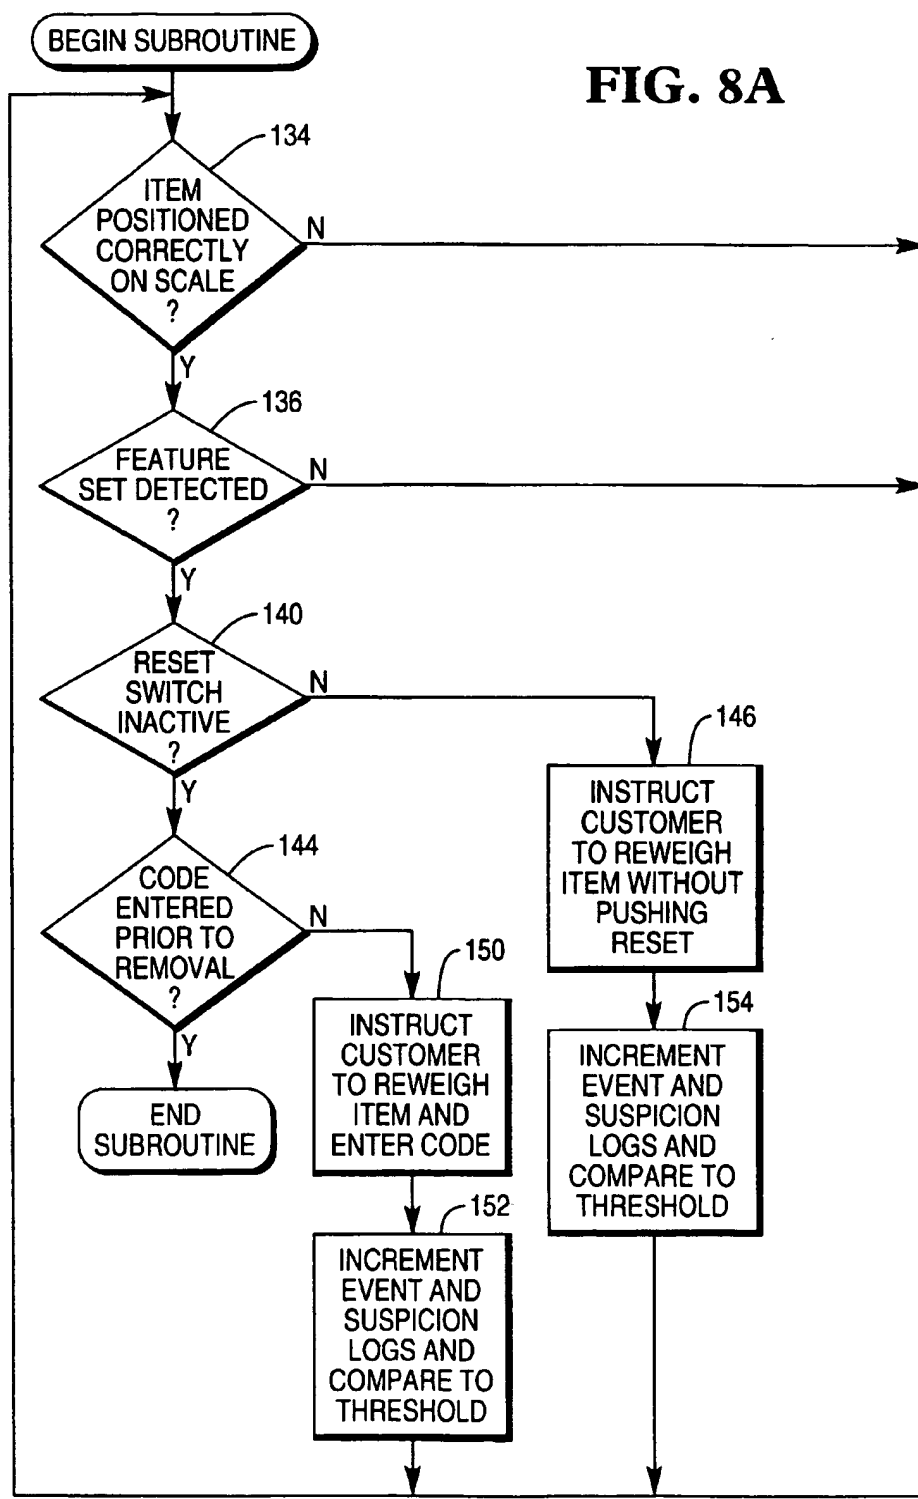 BEGIN SUBROUTINE
FIG. 8A
134
ITEM
POSITIONED
CORRECTLY
ON SCALE
?
N
Y
136
FEATURE
SET DETECTED
?
N
Y
140
RESET
SWITCH
INACTIVE
?
N
Y
146
INSTRUCT
CUSTOMER
TO REWEIGH
ITEM WITHOUT
PUSHING
RESET
144
CODE
ENTERED
PRIOR TO
REMOVAL
?
N
Y
150
INSTRUCT
CUSTOMER
TO REWEIGH
ITEM AND
ENTER CODE
154
INCREMENT
EVENT AND
SUSPICION
LOGS AND
COMPARE TO
THRESHOLD
END
SUBROUTINE
152
INCREMENT
EVENT AND
SUSPICION
LOGS AND
COMPARE TO
THRESHOLD